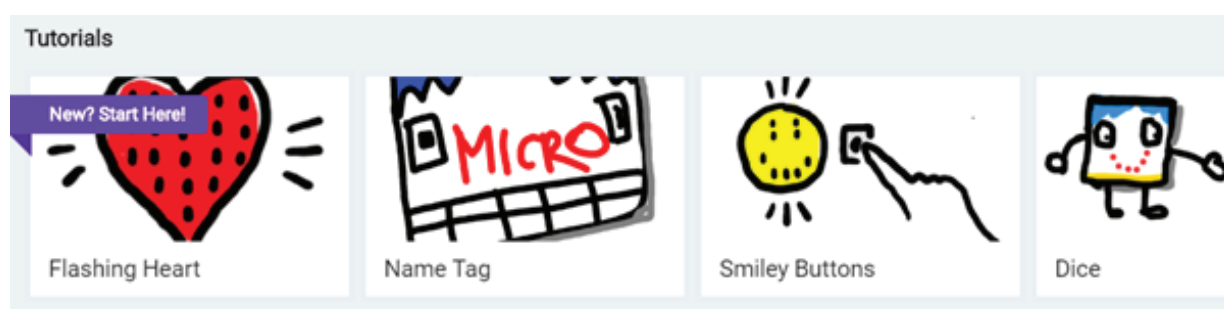 Tutorials
New? Start Here!
MICRO
Flashing Heart
Name Tag
Smiley Buttons
Dice